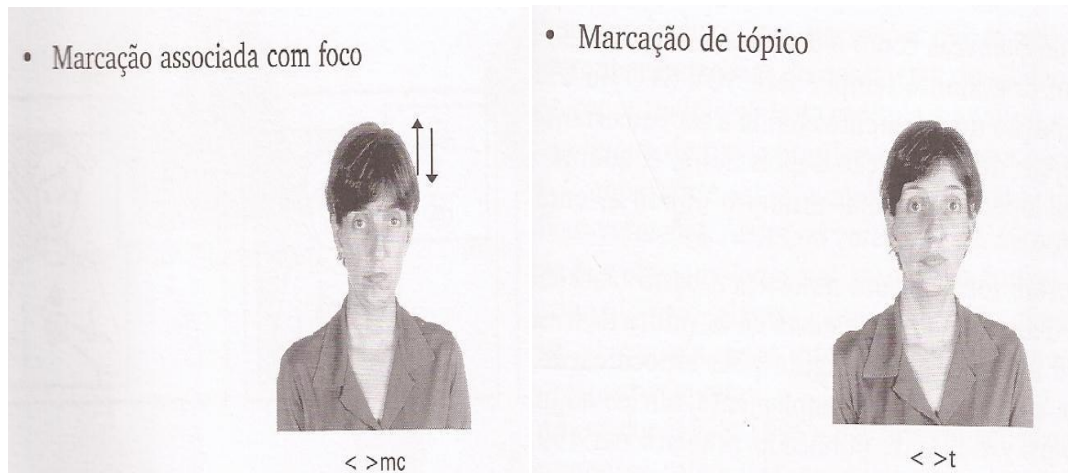 • Marcação associada com foco
< >mc
• Marcação de tópico
< >t